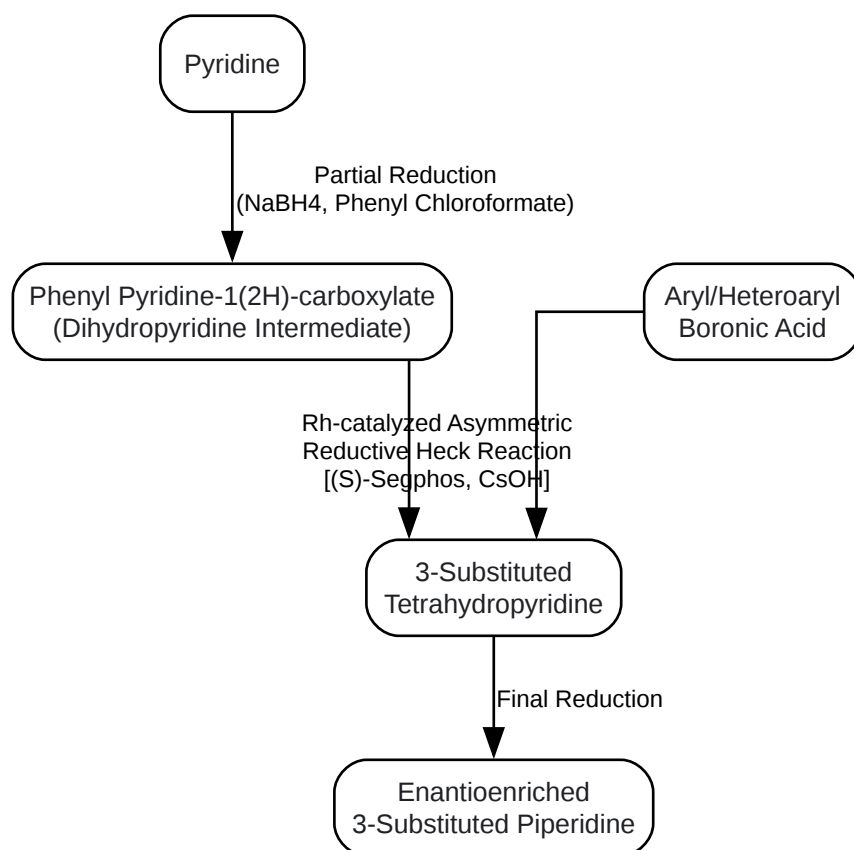 Pyridine
Partial Reduction
(NaBH4, Phenyl Chloroformate)
Phenyl Pyridine-1(2H)-carboxylate
(Dihydropyridine Intermediate)
Aryl/Heteroaryl
Boronic Acid
Rh-catalyzed Asymmetric
Reductive Heck Reaction
[(S)-Segphos, CsOH]
3-Substituted
Tetrahydropyridine
Final Reduction
Enantioenriched
3-Substituted Piperidine